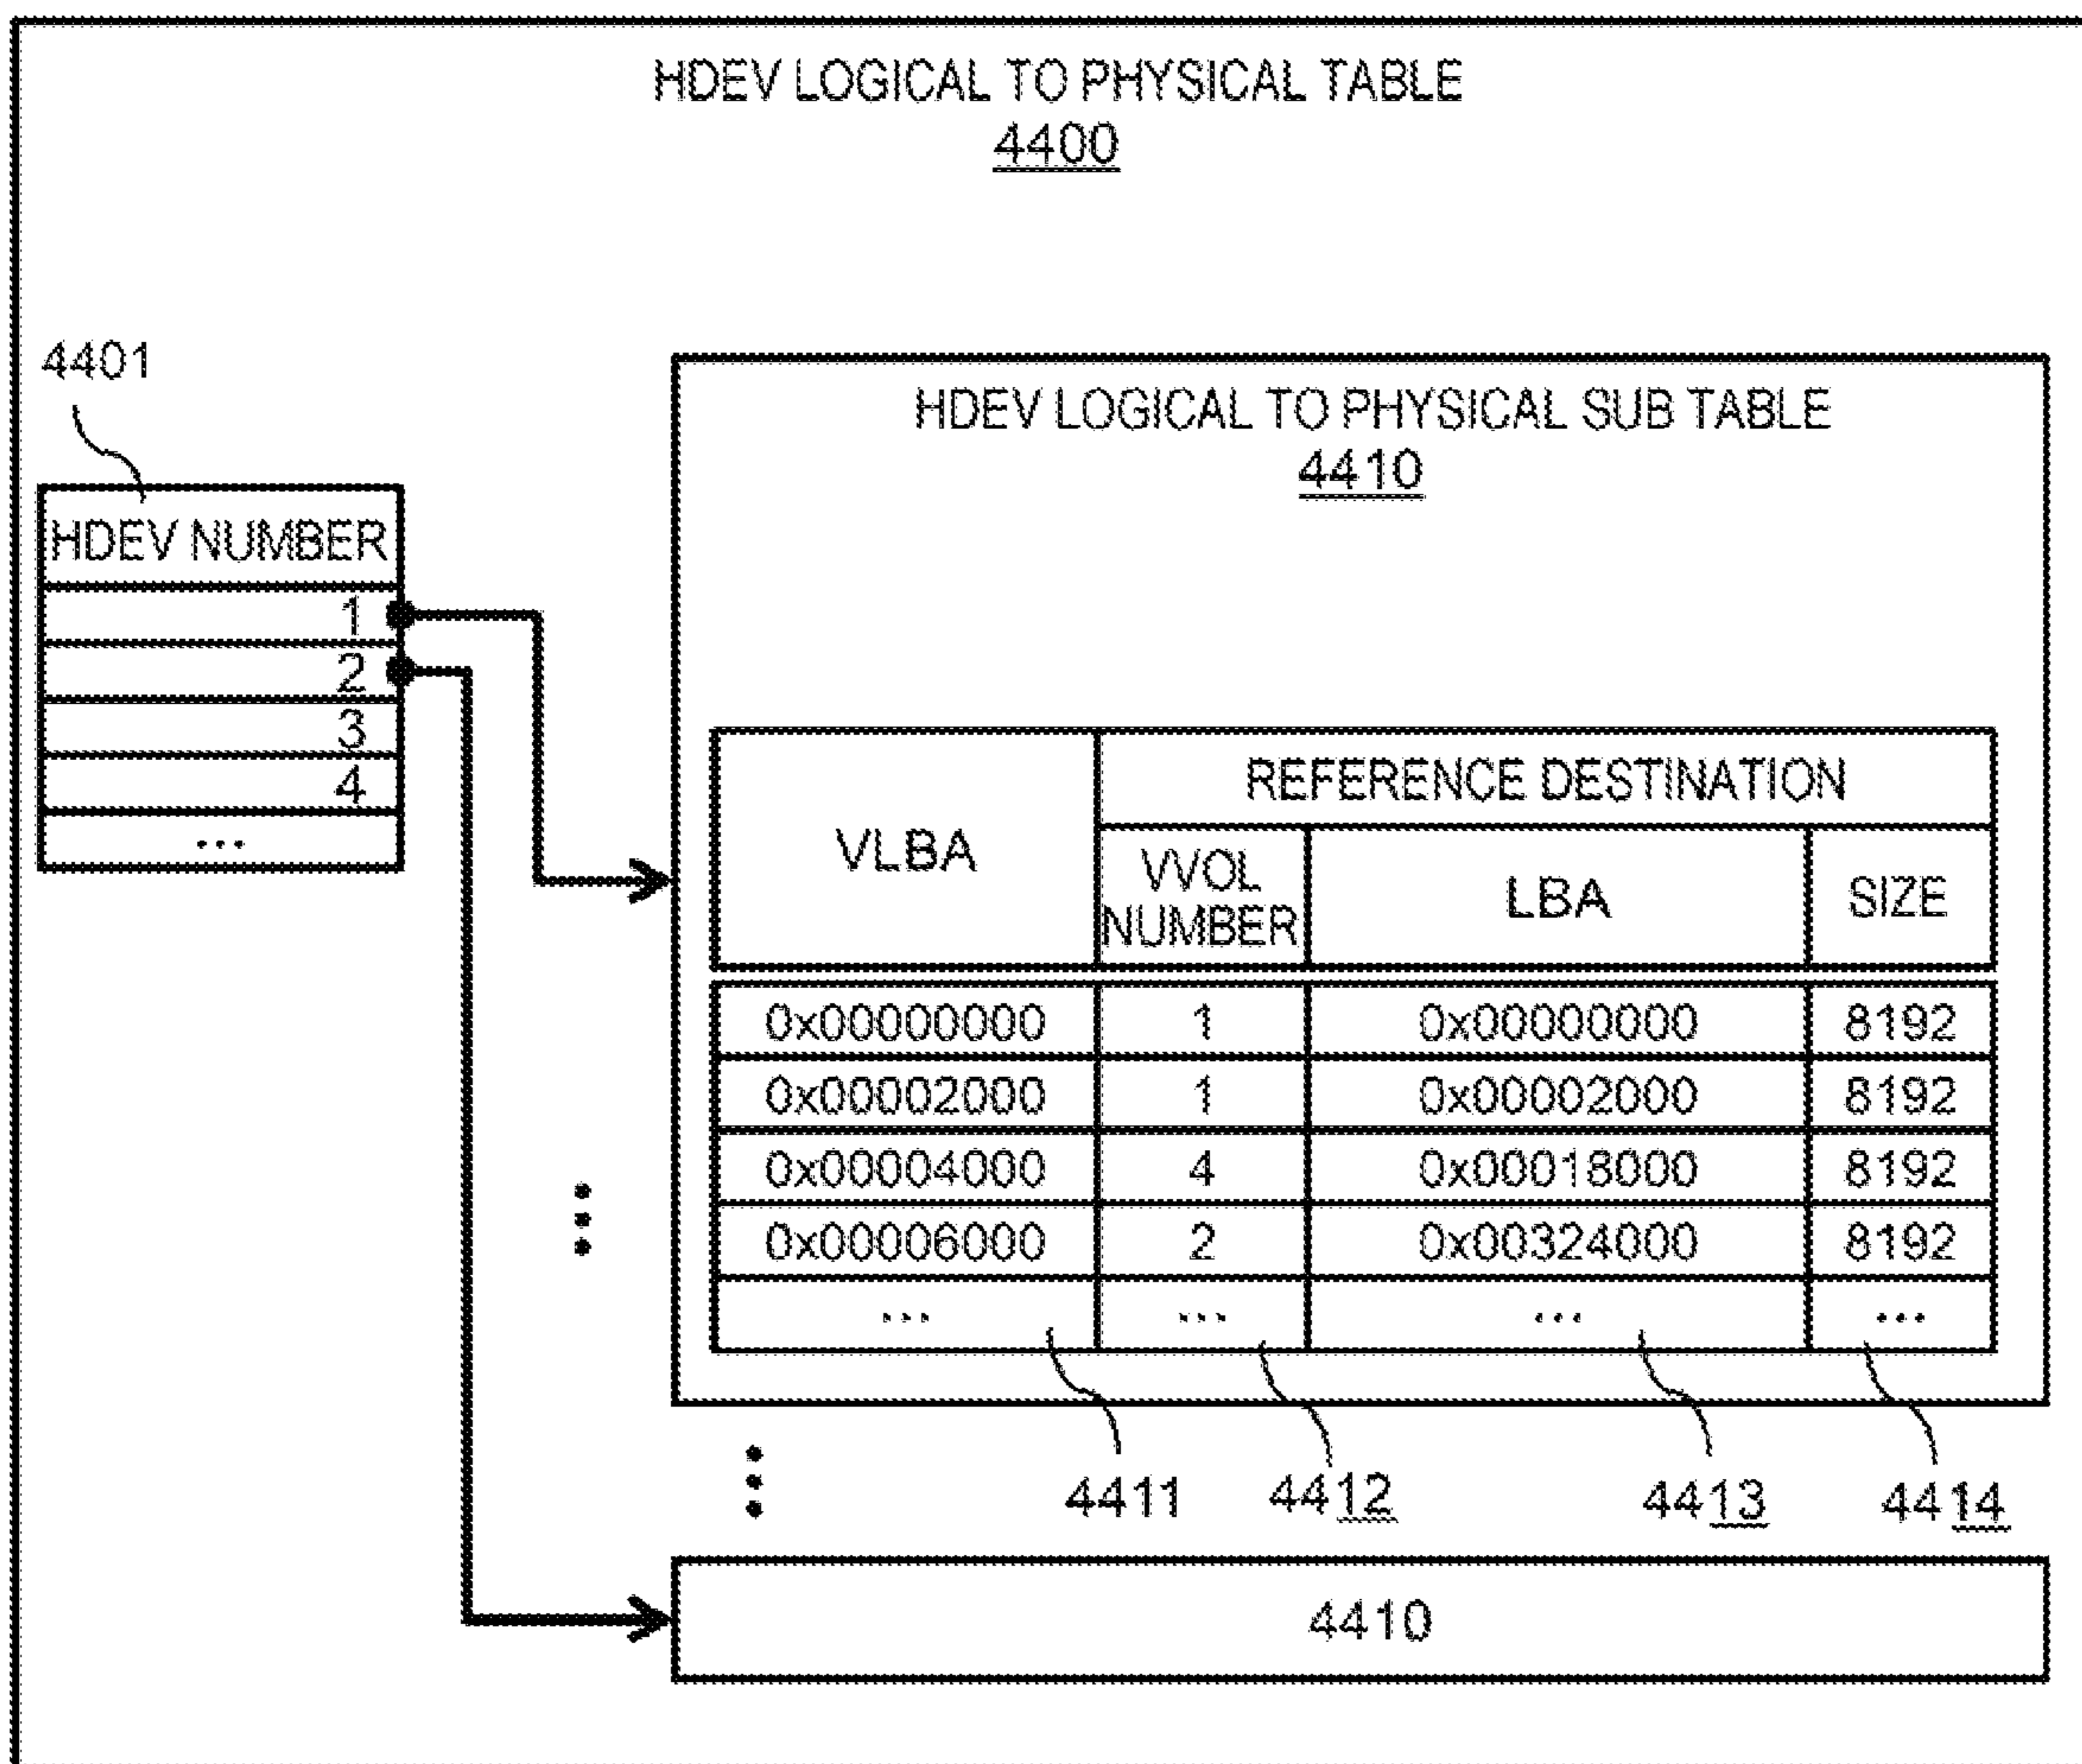 HDEV LOGICAL TO PHYSICAL TABLE
4400
4401
HDEV NUMBER
1
2
3
4
...
HDEV LOGICAL TO PHYSICAL SUB TABLE
4410
VLBA
REFERENCE DESTINATION
VVOL
NUMBER
LBA
SIZE
0x00000000 1 0x00000000 8192
0x00002000 1 0x00002000 8192
0x00004000 4 0x00018000 8192
0x00006000 2 0x00324000 8192
... ... ... ...
4411 4412 4413 4414
4410